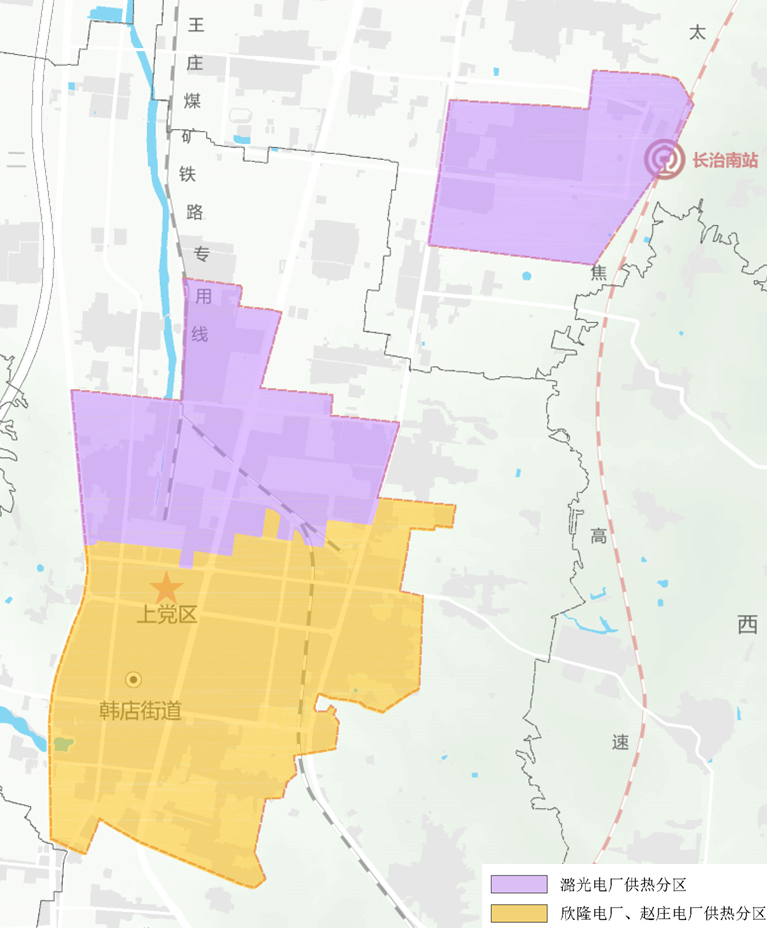 太
王庄煤矿铁路专用线
长治南站
二
焦
高
西
上党区
韩店街道
速
潞光电厂供热分区
欣隆电厂、赵庄电厂供热分区